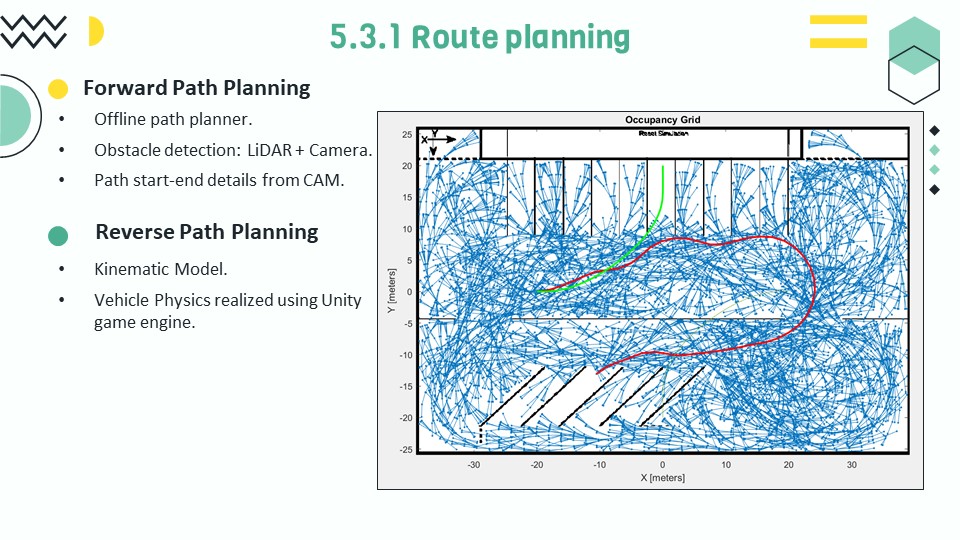 5.3.1 Route planning
Forward Path Planning
• Offline path planner.
• Obstacle detection: LiDAR + Camera.
• Path start-end details from CAM.
Reverse Path Planning
• Kinematic Model.
• Vehicle Physics realized using Unity
game engine.
Occupancy Grid
Reset Simulation
Y
X
Y [meters]
25
20
15
10
5
0
-5
-10
-15
-20
-25
-30 -20 -10 0 10 20 30
X [meters]